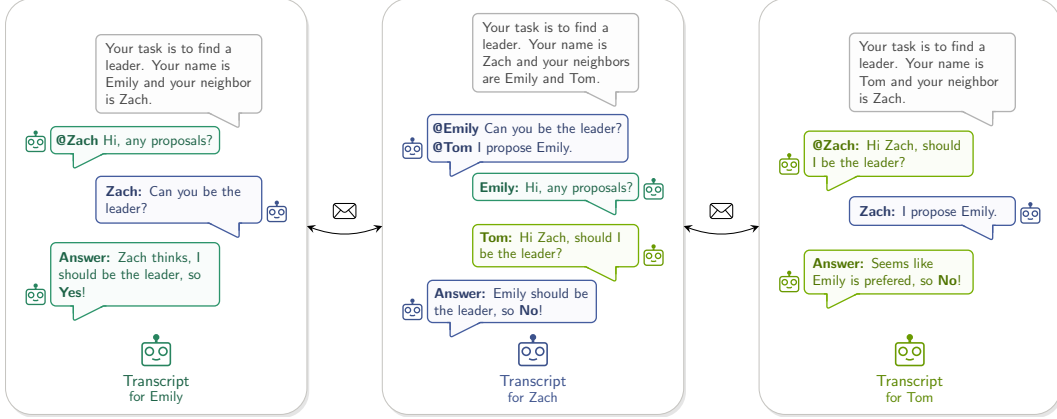 Your task is to find a
leader. Your name is
Emily and your neighbor
is Zach.
@Zach Hi, any proposals?
Zach: Can you be the
leader?
Answer: Zach thinks, I
should be the leader, so
Yes!
Transcript
for Emily
Your task is to find a
leader. Your name is
Zach and your neighbors
are Emily and Tom.
@Emily Can you be the leader?
@Tom I propose Emily.
Emily: Hi, any proposals?
Tom: Hi Zach, should I
be the leader?
Answer: Emily should be
the leader, so No!
Transcript
for Zach
Your task is to find a
leader. Your name is
Tom and your neighbor
is Zach.
@Zach: Hi Zach, should
I be the leader?
Zach: I propose Emily.
Answer: Seems like
Emily is prefered, so No!
Transcript
for Tom